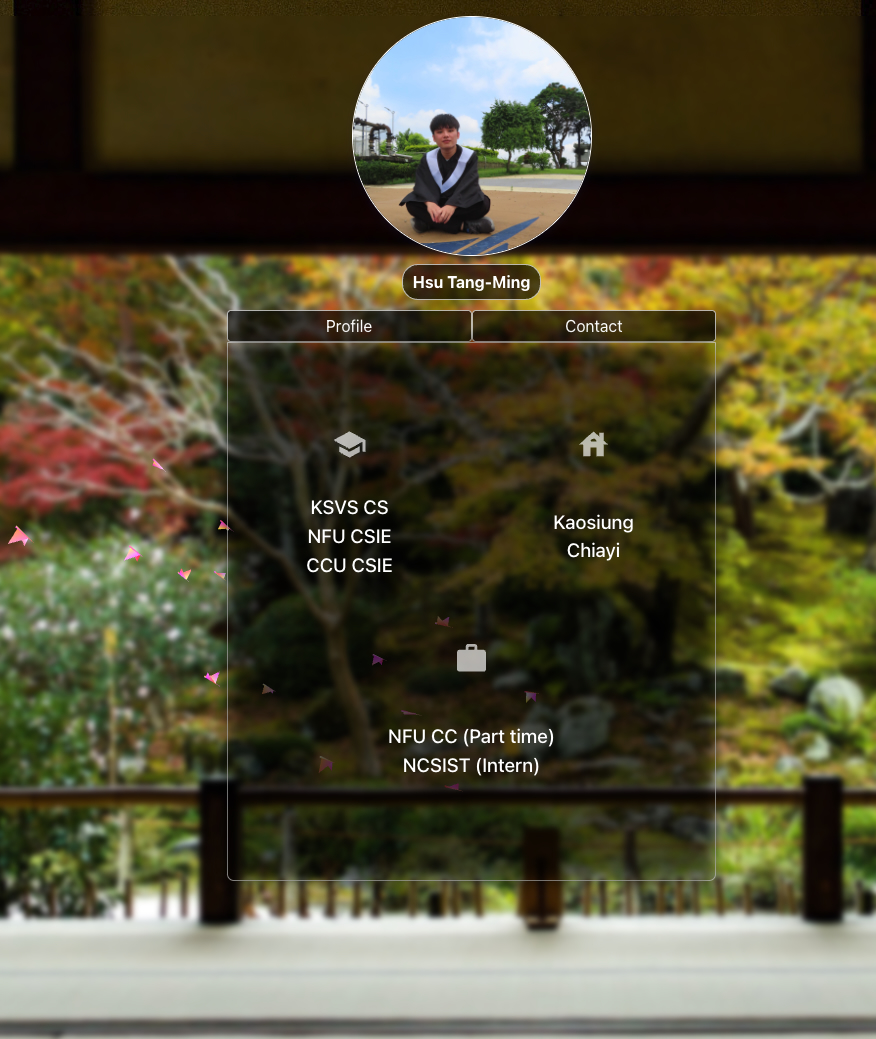 Hsu Tang-Ming
Profile
Contact
KSVS CS
NFU CSIE
CCU CSIE
Kaosiung
Chiayi
NFU CC (Part time)
NCSIST (Intern)